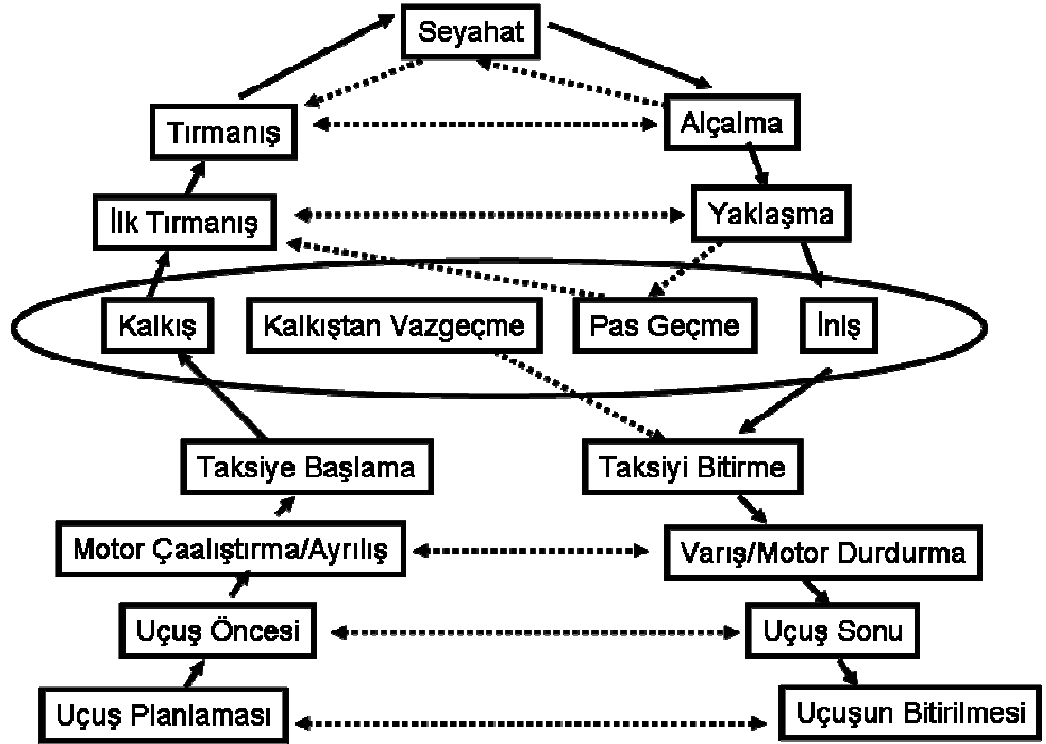 Seyahat
Tırmanış
Alçalma
İlk Tırmanış
Yaklaşma
Kalkış
Kalkıştan Vazgeçme
Pas Geçme
İniş
Taksiye Başlama
Taksiyi Bitirme
Motor Çaalıştırma/Ayrılış
Varış/Motor Durdurma
Uçuş Öncesi
Uçuş Sonu
Uçuş Planlaması
Uçuşun Bitirilmesi